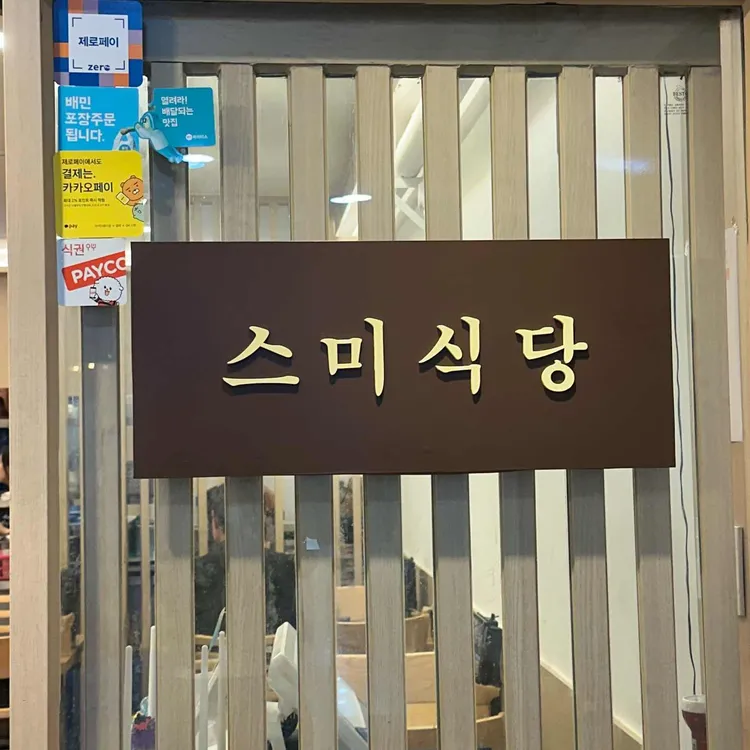 제로페이
zero
배민
포장주문
됩니다.
열려라!
배달되는
맛집
제로페이에서도
결제는.
카카오페이
pay
식권
PAYCO
스미식당